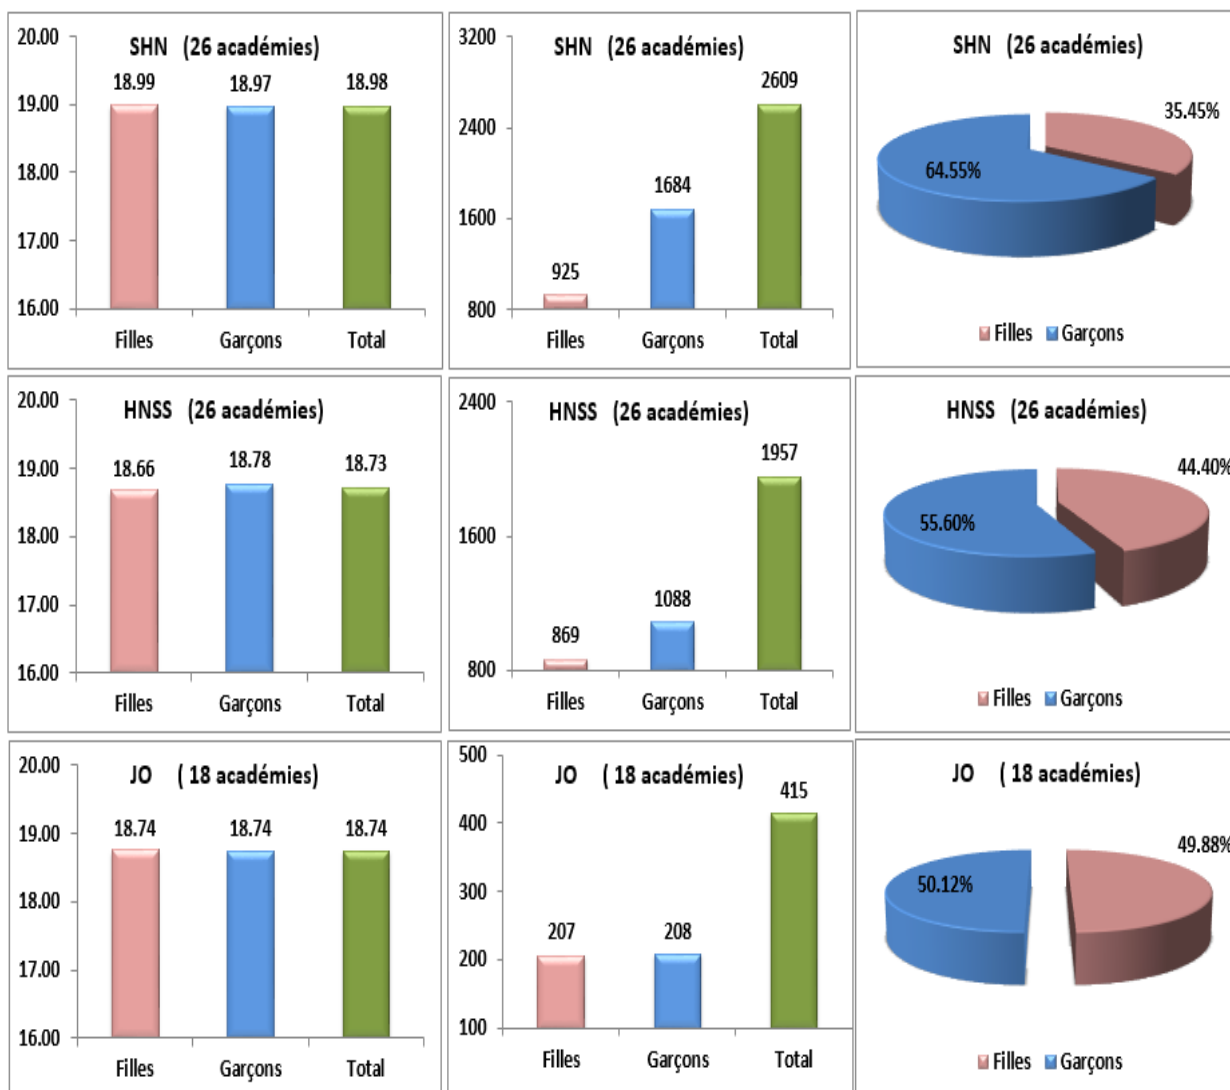 SHN (26 académies)
20.00
19.00
18.00
17.00
16.00
18.99
18.97
18.98
Filles Garçons Total
SHN (26 académies)
3200
2400
1600
800
925
1684
2609
Filles Garçons Total
SHN (26 académies)
35.45%
64.55%
Filles Garçons
HNSS (26 académies)
20.00
19.00
18.00
17.00
16.00
18.66
18.78
18.73
Filles Garçons Total
HNSS (26 académies)
2400
1600
800
869
1088
1957
Filles Garçons Total
HNSS (26 académies)
44.40%
55.60%
Filles Garçons
JO ( 18 académies)
20.00
19.00
18.00
17.00
16.00
18.74
18.74
18.74
Filles Garçons Total
JO ( 18 académies)
500
400
300
200
100
207
208
415
Filles Garçons Total
JO ( 18 académies)
49.88%
50.12%
Filles Garçons